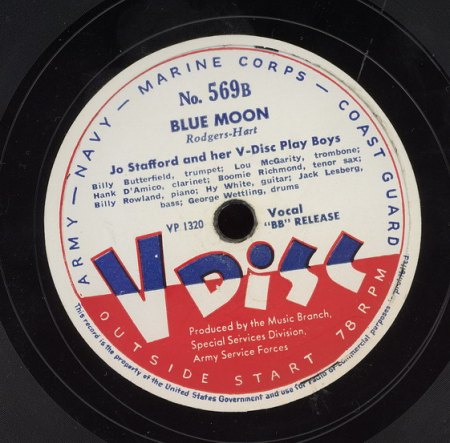 ARMY — NAVY — MARINE CORPS — COAST GUARD
No. 569B
BLUE MOON
Rodgers-Hart
Jo Stafford and her V-Disc Play Boys
Billy Butterfield, trumpet; Lou McGarity, trombone;
Hank D'Amico, clarinet; Boomie Richmond, tenor sax;
Billy Rowland, piano; Hy White, guitar; Jack Lesberg,
bass; George Wettling, drums
VP 1320
Vocal
"BB" RELEASE
V DISC
Produced by the Music Branch,
Special Services Division,
Army Service Forces
OUTSIDE START 78 RPM
This record is the property of the United States Government and use for radio or commercial purposes prohibited.